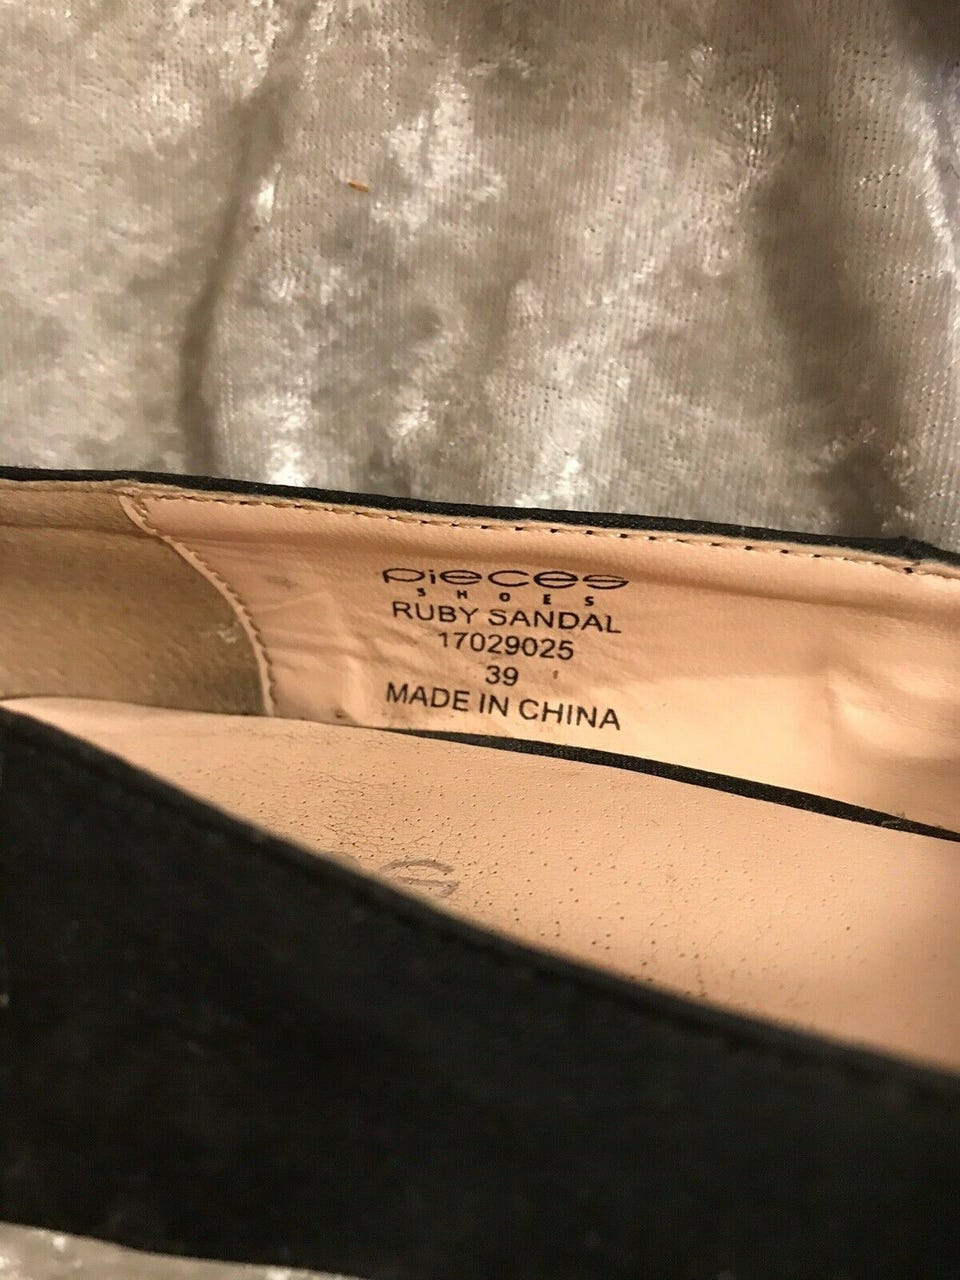 pieces
SHOES
RUBY SANDAL
17029025
39
MADE IN CHINA